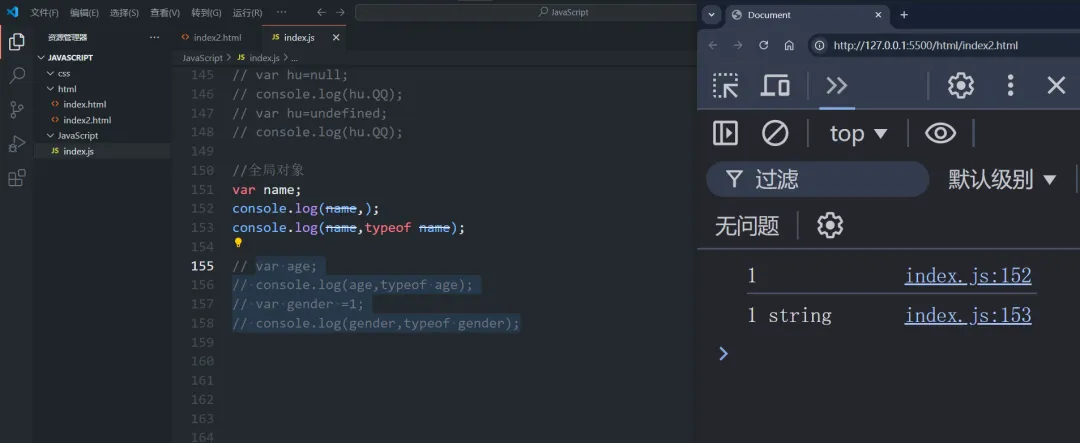 文件(F) 编辑(E) 选择(S) 查看(V) 转到(G) 运行(R) ··· ← → JavaScript
资源管理器 ···
JAVASCRIPT
css
html
index.html
index2.html
JavaScript
JS index.js
index2.html JS index.js ×
JavaScript > JS index.js > ...
145 // var hu=null;
146 // console.log(hu.QQ);
147 // var hu=undefined;
148 // console.log(hu.QQ);
149
150 //全局对象
151 var name;
152 console.log(name,);
153 console.log(name,typeof name);
154
155 // var age;
156 // console.log(age,typeof age);
157 // var gender =1;
158 // console.log(gender,typeof gender);
159
160
161
162
163
164
Document × +
http://127.0.0.1:5500/html/index2.html
top
过滤 默认级别
无问题
1 index.js:152
1 string index.js:153